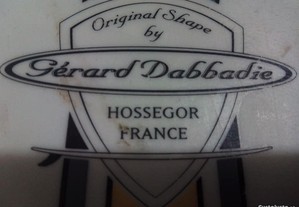 Original Shape
by
Gérard Dabbadie
HOSSEGOR
FRANCE